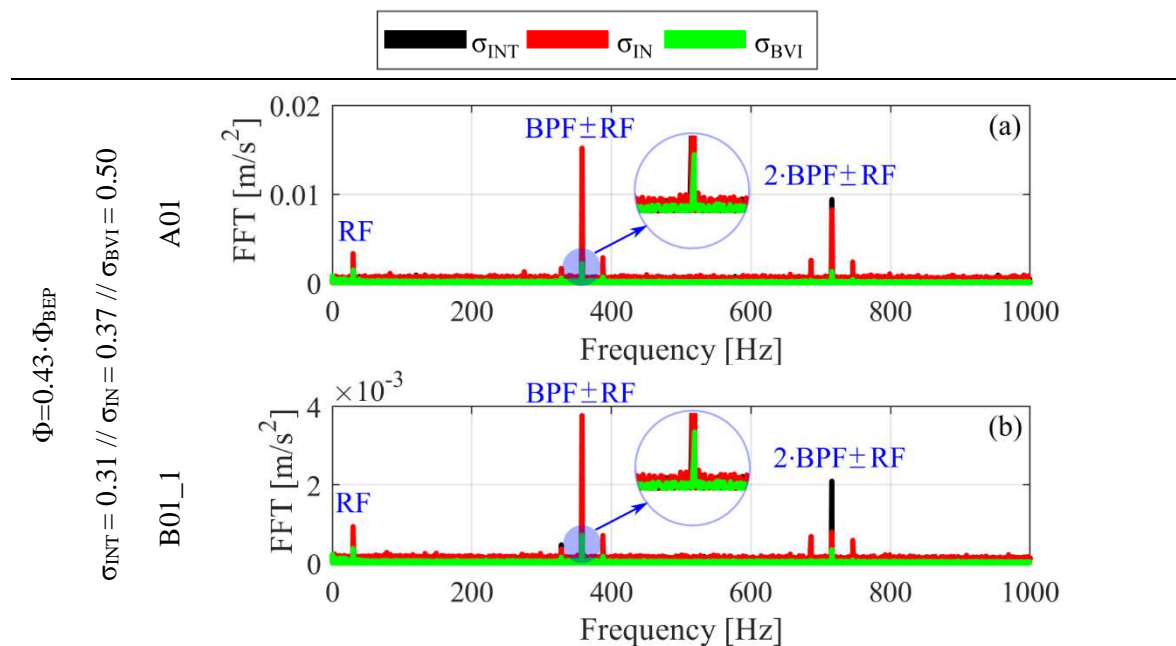 σINT σIN σBVI
Φ=0.43·ΦBEP
σINT = 0.31 // σIN = 0.37 // σBVI = 0.50
A01
(a)
FFT [m/s²]
0.02
0.01
0
RF
BPF±RF
2·BPF±RF
0 200 400 600 800 1000
Frequency [Hz]
B01_1
(b)
×10⁻³
FFT [m/s²]
4
2
0
RF
BPF±RF
2·BPF±RF
0 200 400 600 800 1000
Frequency [Hz]